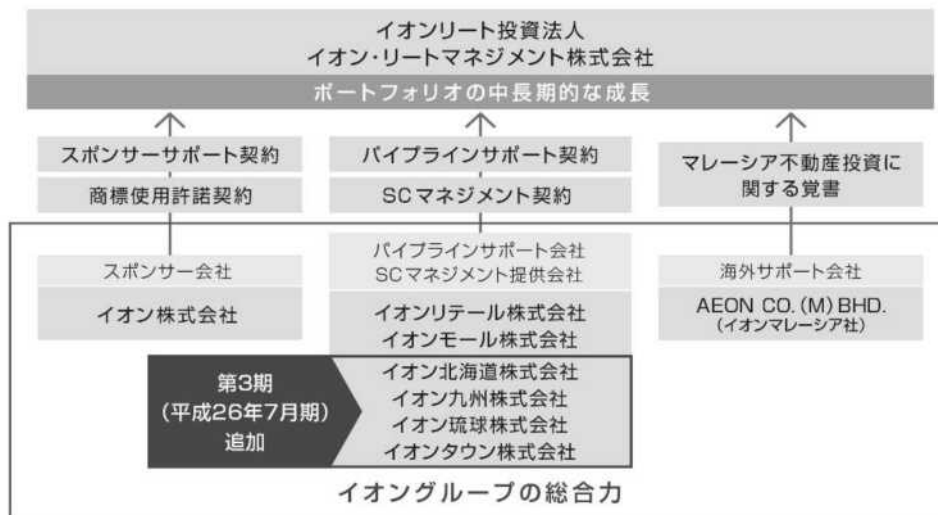 イオンリート投資法人
イオン・リートマネジメント株式会社
ポートフォリオの中長期的な成長
スポンサーサポート契約
商標使用許諾契約
スポンサー会社
イオン株式会社
パイプラインサポート契約
SCマネジメント契約
パイプラインサポート会社
SCマネジメント提供会社
イオンリテール株式会社
イオンモール株式会社
第3期
（平成26年7月期）
追加
イオン北海道株式会社
イオン九州株式会社
イオン琉球株式会社
イオンタウン株式会社
マレーシア不動産投資に
関する覚書
海外サポート会社
AEON CO. (M) BHD.
（イオンマレーシア社）
イオングループの総合力